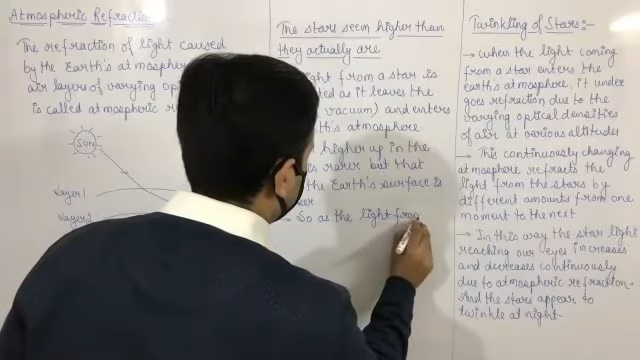 Atmospheric Refraction
The refraction of light caused
by the Earth's atmosphere
air layers of varying
is called atmospheric
SUN
Layer 1
Layer 2
The stars seem higher than
they actually are
light from a star is
as it leaves the
vacuum) and enters
atmosphere
higher up in the
is rarer but that
the Earth's surface is
So as the light from
Twinkling of Stars:-
→ when the light coming
from a star enters the
earth's atmosphere, it under
goes refraction due to the
varying optical densities
of air at various altitudes
→ This continuously changing
atmosphere refracts the
light from the stars by
different amounts from one
moment to the next
→ In this way the star light
reaching our eyes increases
and decreases continuously
due to atmospheric refraction.
And the stars appear to
twinkle at night